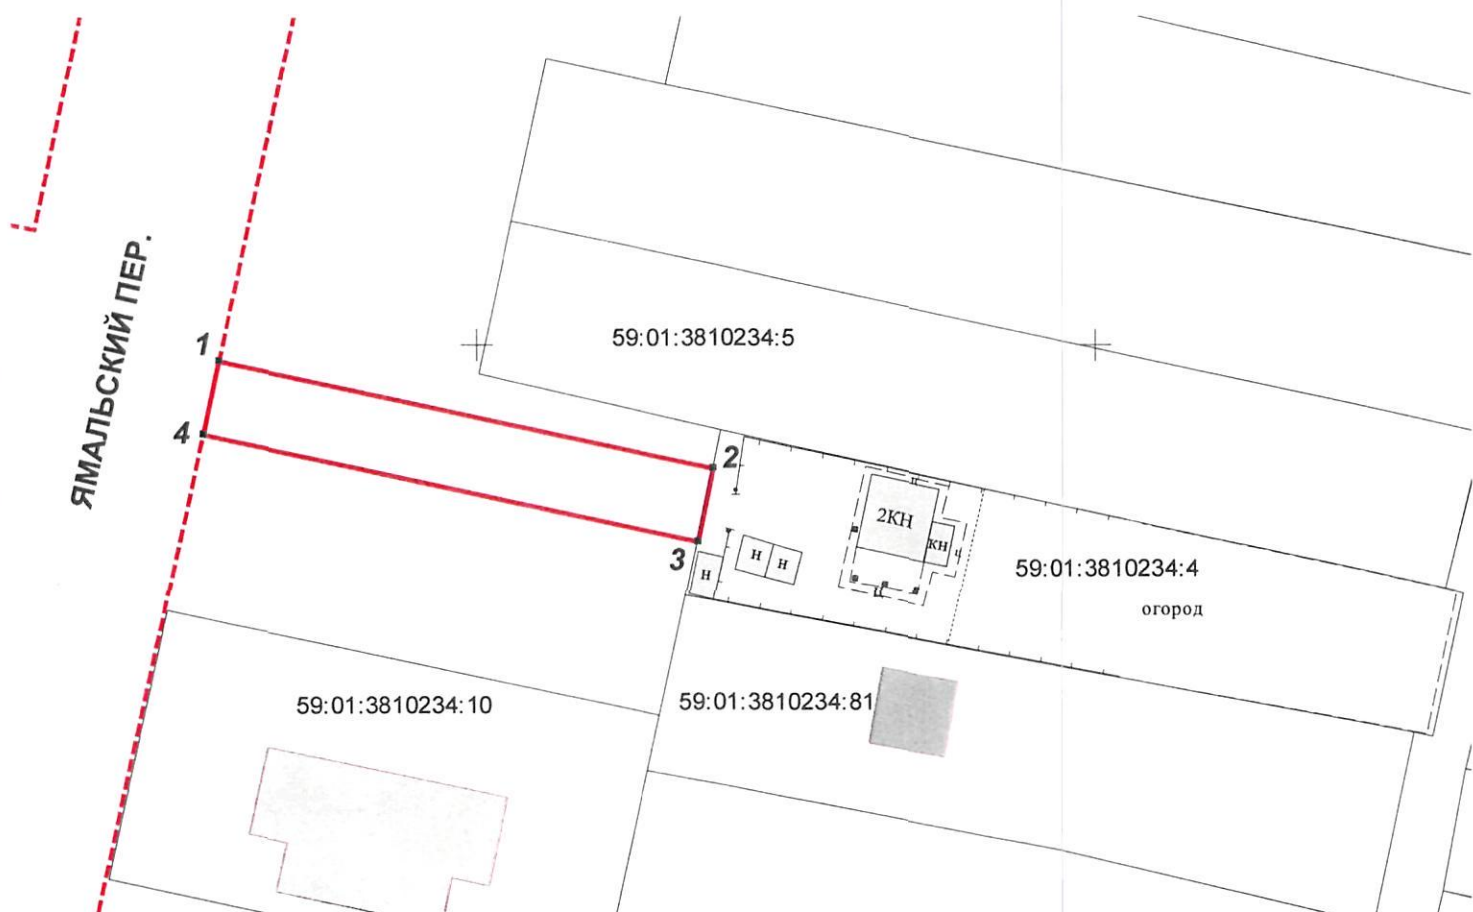 ЯМАЛЬСКИЙ ПЕР.
1
59:01:3810234:5
4
2
ц
2КН
3
н
н
кн
ц
59:01:3810234:4
н
ц
огород
59:01:3810234:10
59:01:3810234:81